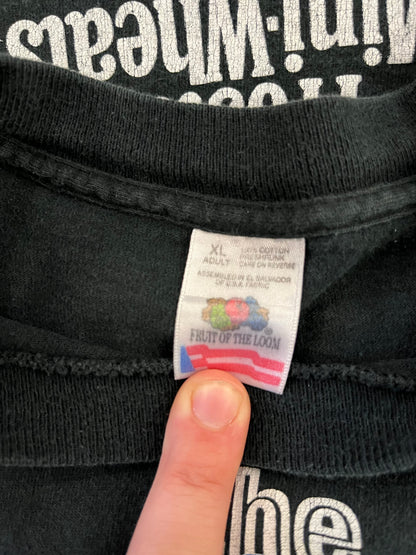 Frosted
Mini-Wheats
XL
ADULT
100% COTTON
PRESHRUNK
CARE ON REVERSE
ASSEMBLED IN EL SALVADOR
OF U.S.A. FABRIC
FRUIT OF THE LOOM®
The